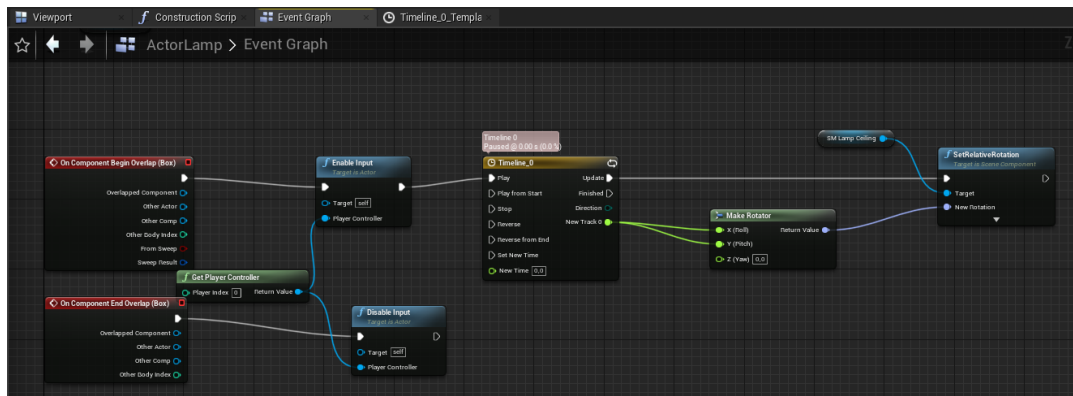 Viewport
Construction Scrip
Event Graph
Timeline_0_Templa
ActorLamp > Event Graph
Z
Timeline 0
Paused @ 0.00 s (0.0 %)
SM Lamp Ceiling
On Component Begin Overlap (Box)
Overlapped Component
Other Actor
Other Comp
Other Body Index
From Sweep
Sweep Result
Enable Input
Target is Actor
Target self
Player Controller
Timeline_0
Play
Update
Play from Start
Finished
Stop
Direction
Reverse
New Track 0
Reverse from End
Set New Time
New Time 0,0
Make Rotator
X (Roll)
Return Value
Y (Pitch)
Z (Yaw) 0,0
SetRelativeRotation
Target is Scene Component
Target
New Rotation
Get Player Controller
Player Index 0
Return Value
On Component End Overlap (Box)
Overlapped Component
Other Actor
Other Comp
Other Body Index
Disable Input
Target is Actor
Target self
Player Controller